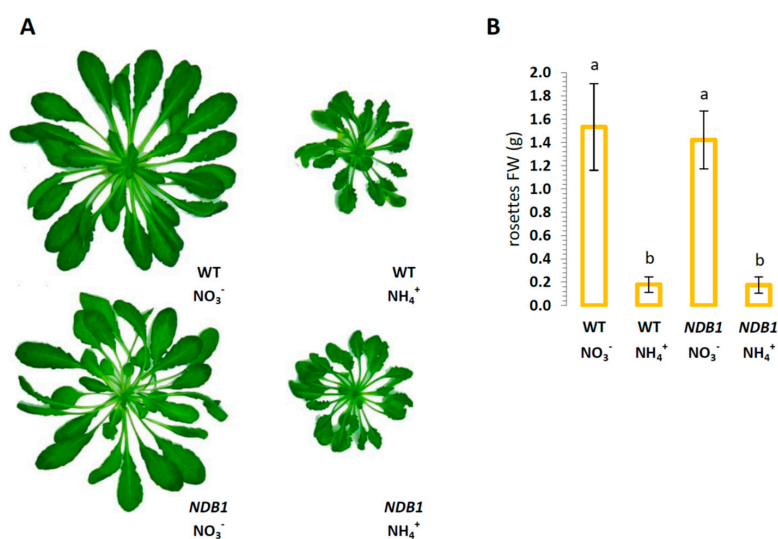 A
WT
NO₃⁻
WT
NH₄⁺
NDB1
NO₃⁻
NDB1
NH₄⁺
B
rosettes FW (g)
2.0
1.8
1.6
1.4
1.2
1.0
0.8
0.6
0.4
0.2
0.0
a
b
a
b
WT WT NDB1 NDB1
NO₃⁻ NH₄⁺ NO₃⁻ NH₄⁺